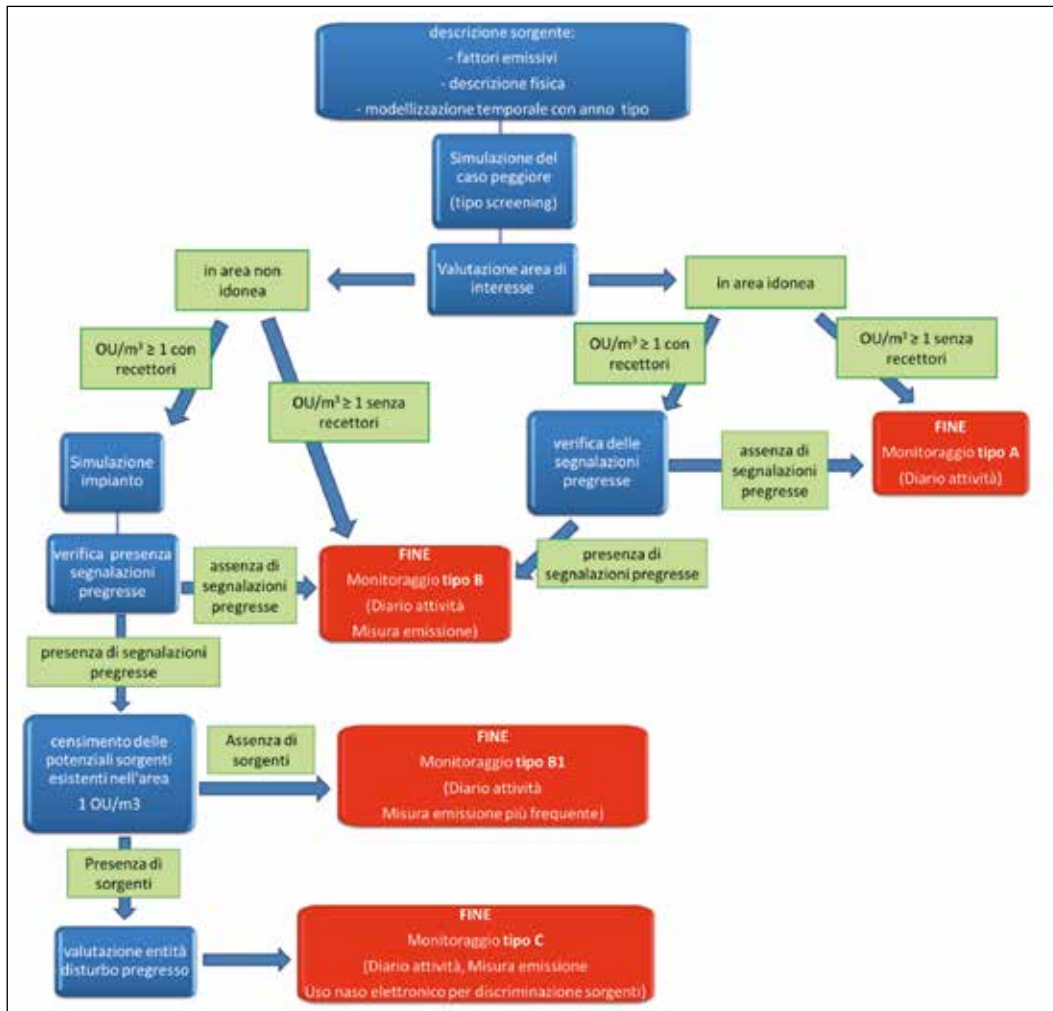 descrizione sorgente:
- fattori emissivi
- descrizione fisica
- modellizzazione temporale con anno tipo
Simulazione del
caso peggiore
(tipo screening)
Valutazione area di
interesse
in area non
idonea
In area idonea
OU/m³ ≥ 1 con
recettori
OU/m³ ≥ 1 senza
recettori
OU/m³ ≥ 1 con
recettori
OU/m³ ≥ 1 senza
recettori
Simulazione
impianto
verifica delle
segnalazioni
pregresse
assenza di
segnalazioni
pregresse
FINE
Monitoraggio tipo A
(Diario attività)
verifica presenza
segnalazioni
pregresse
assenza di
segnalazioni
pregresse
FINE
Monitoraggio tipo B
(Diario attività
Misura emissione)
presenza di
segnalazioni pregresse
presenza di segnalazioni
pregresse
censimento delle
potenziali sorgenti
esistenti nell'area
1 OU/m3
Assenza di
sorgenti
FINE
Monitoraggio tipo B1
(Diario attività
Misura emissione più frequente)
Presenza di
sorgenti
valutazione entità
disturbo pregresso
FINE
Monitoraggio tipo C
(Diario attività, Misura emissione
Uso naso elettronico per discriminazione sorgenti)